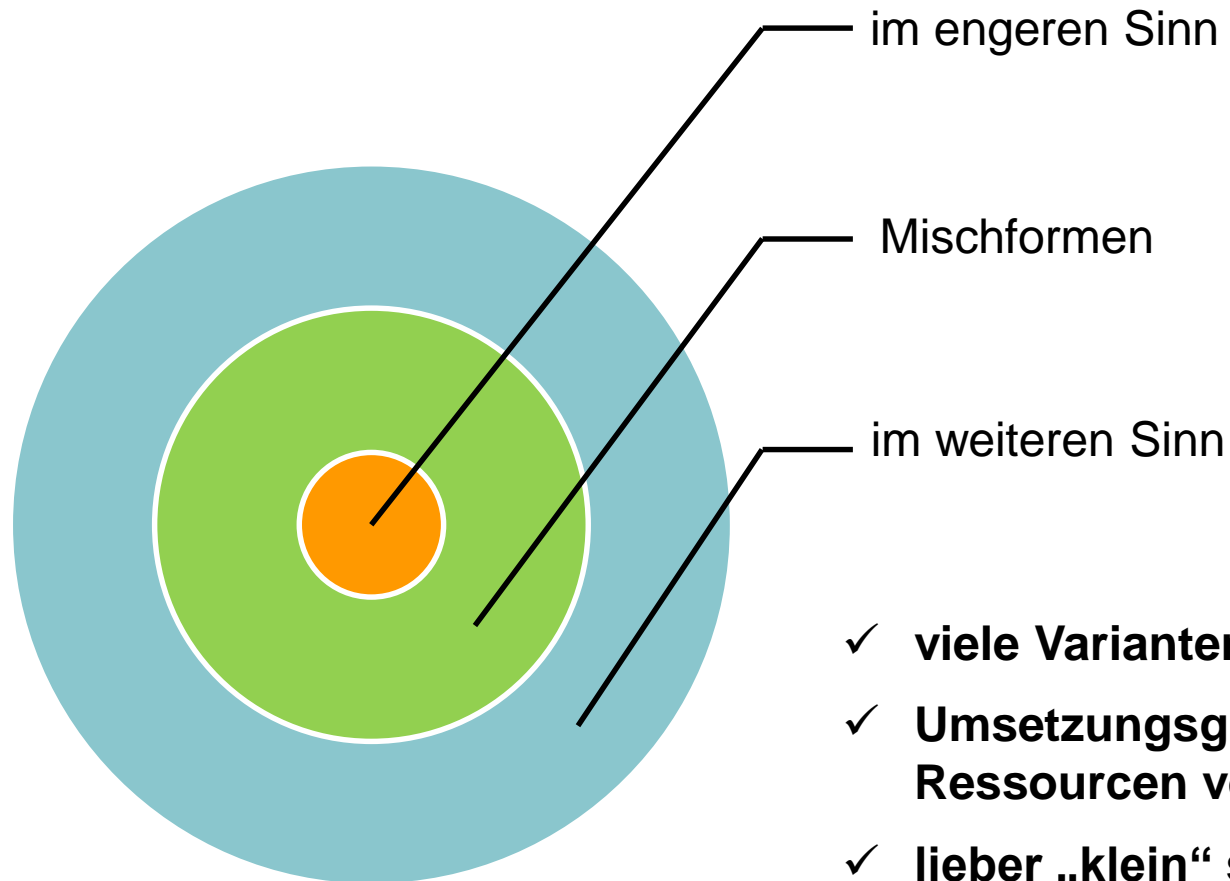 im engeren Sinn
Mischformen
im weiteren Sinn
✓ viele
✓
Ressourcen
✓ lieber „klein“